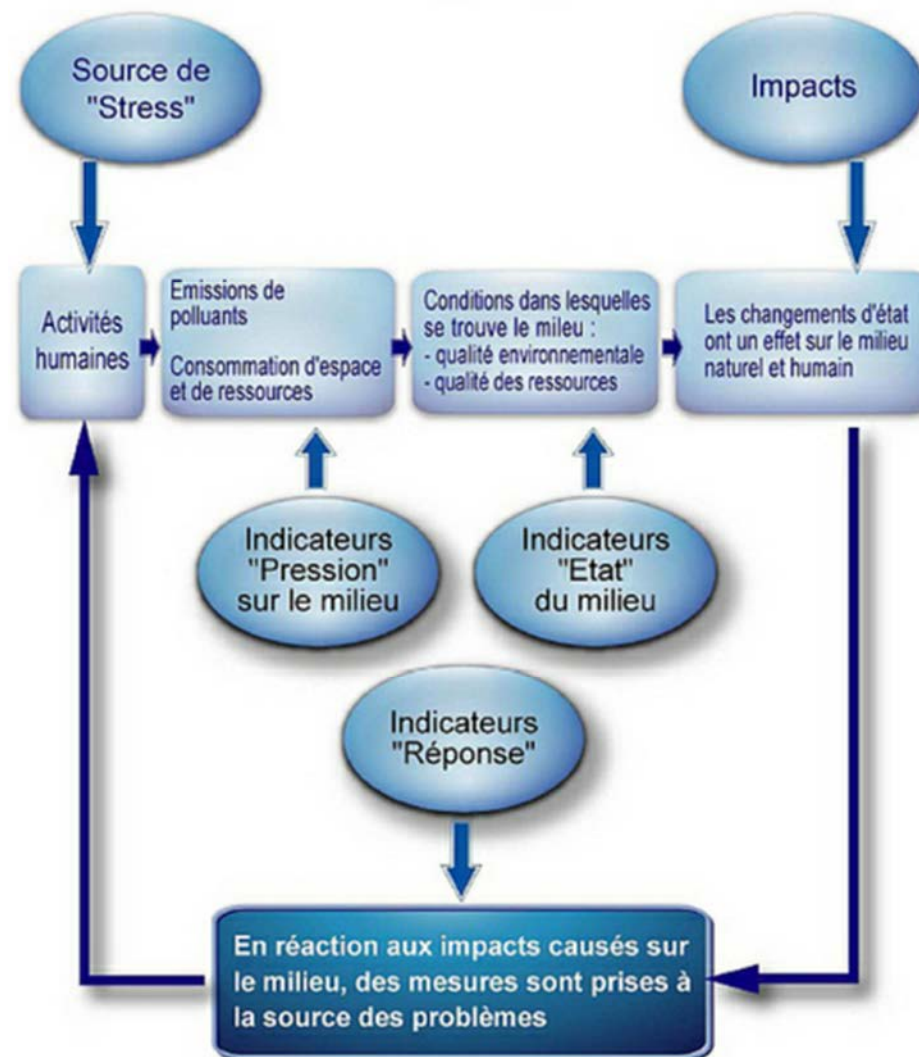 Source de
"Stress"
Impacts
Activités
humaines
Emissions de
polluants
Consommation d'espace
et de ressources
Conditions dans lesquelles
se trouve le mileu :
- qualité environnementale
- qualité des ressources
Les changements d'état
ont un effet sur le milieu
naturel et humain
Indicateurs
"Pression"
sur le milieu
Indicateurs
"Etat"
du milieu
Indicateurs
"Réponse"
En réaction aux impacts causés sur
le milieu, des mesures sont prises à
la source des problèmes